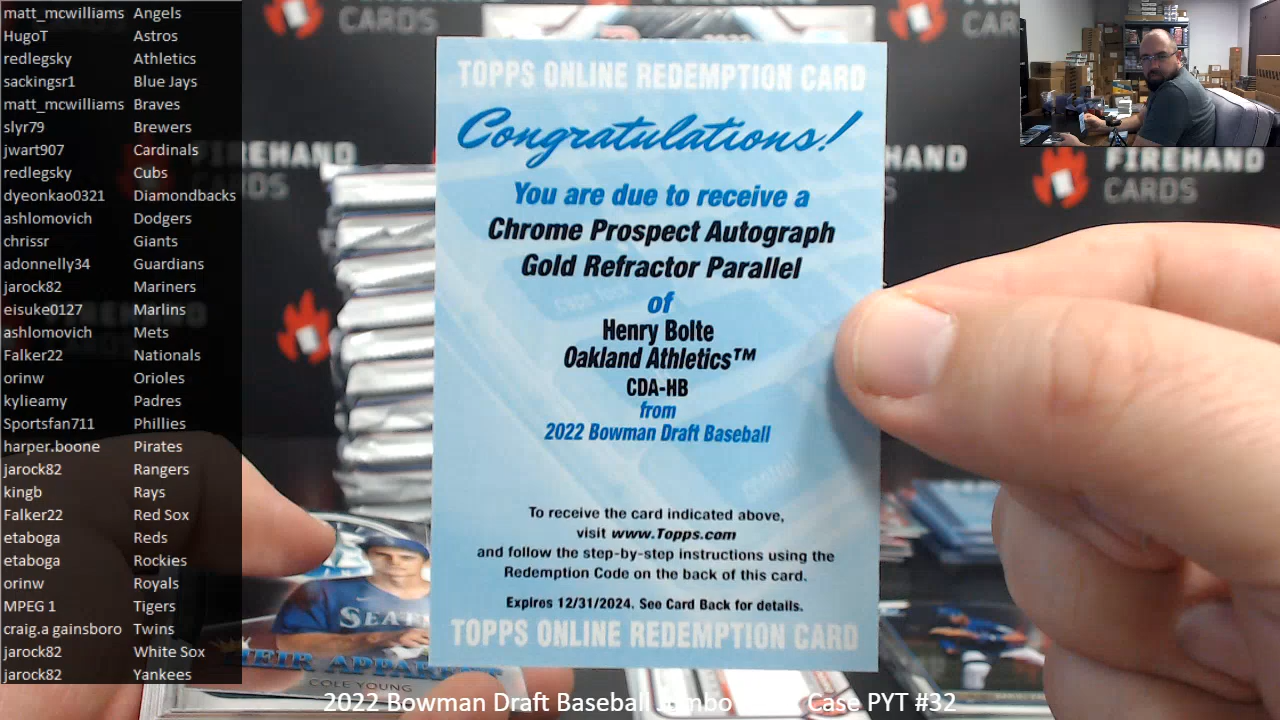 matt_mcwilliams Angels
HugoT Astros
redlegsky Athletics
sackingsr1 Blue Jays
matt_mcwilliams Braves
slyr79 Brewers
jwart907 Cardinals
redlegsky Cubs
dyeonkao0321 Diamondbacks
ashlomovich Dodgers
chrissr Giants
adonnelly34 Guardians
jarock82 Mariners
eisuke0127 Marlins
ashlomovich Mets
Falker22 Nationals
orinw Orioles
kylieamy Padres
Sportsfan711 Phillies
harper.boone Pirates
jarock82 Rangers
kingb Rays
Falker22 Red Sox
etaboga Reds
etaboga Rockies
orinw Royals
MPEG 1 Tigers
craig.a gainsboro Twins
jarock82 White Sox
jarock82 Yankees
TOPPS ONLINE REDEMPTION CARD
Congratulations!
You are due to receive a
Chrome Prospect Autograph
Gold Refractor Parallel
of
Henry Bolte
Oakland Athletics™
CDA-HB
from
2022 Bowman Draft Baseball
To receive the card indicated above,
visit www.Topps.com
and follow the step-by-step instructions using the
Redemption Code on the back of this card.
Expires 12/31/2024. See Card Back for details.
TOPPS ONLINE REDEMPTION CARD
FIREHAND
CARDS
SEATT
HEIR APPARE
COLE YOUNG
2022 Bowman Draft Baseball Jumbo Case PYT #32